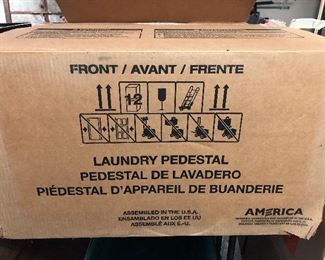 FRONT / AVANT / FRENTE
12
LAUNDRY PEDESTAL
PEDESTAL DE LAVADERO
PIÉDESTAL D'APPAREIL DE BUANDERIE
ASSEMBLED IN THE U.S.A.
ENSAMBLADO EN LOS EE.UU
ASSEMBLÉ AUX É.-U.
AMERICA